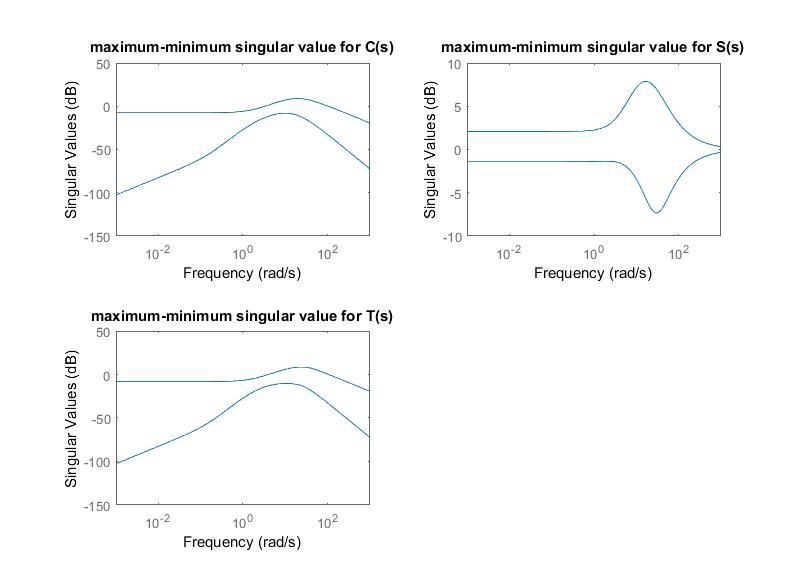 maximum-minimum singular value for C(s)
50
0
-50
-100
-150
Singular Values (dB)
10^-2
10^0
10^2
Frequency (rad/s)
maximum-minimum singular value for S(s)
10
5
0
-5
-10
Singular Values (dB)
10^-2
10^0
10^2
Frequency (rad/s)
maximum-minimum singular value for T(s)
50
0
-50
-100
-150
Singular Values (dB)
10^-2
10^0
10^2
Frequency (rad/s)